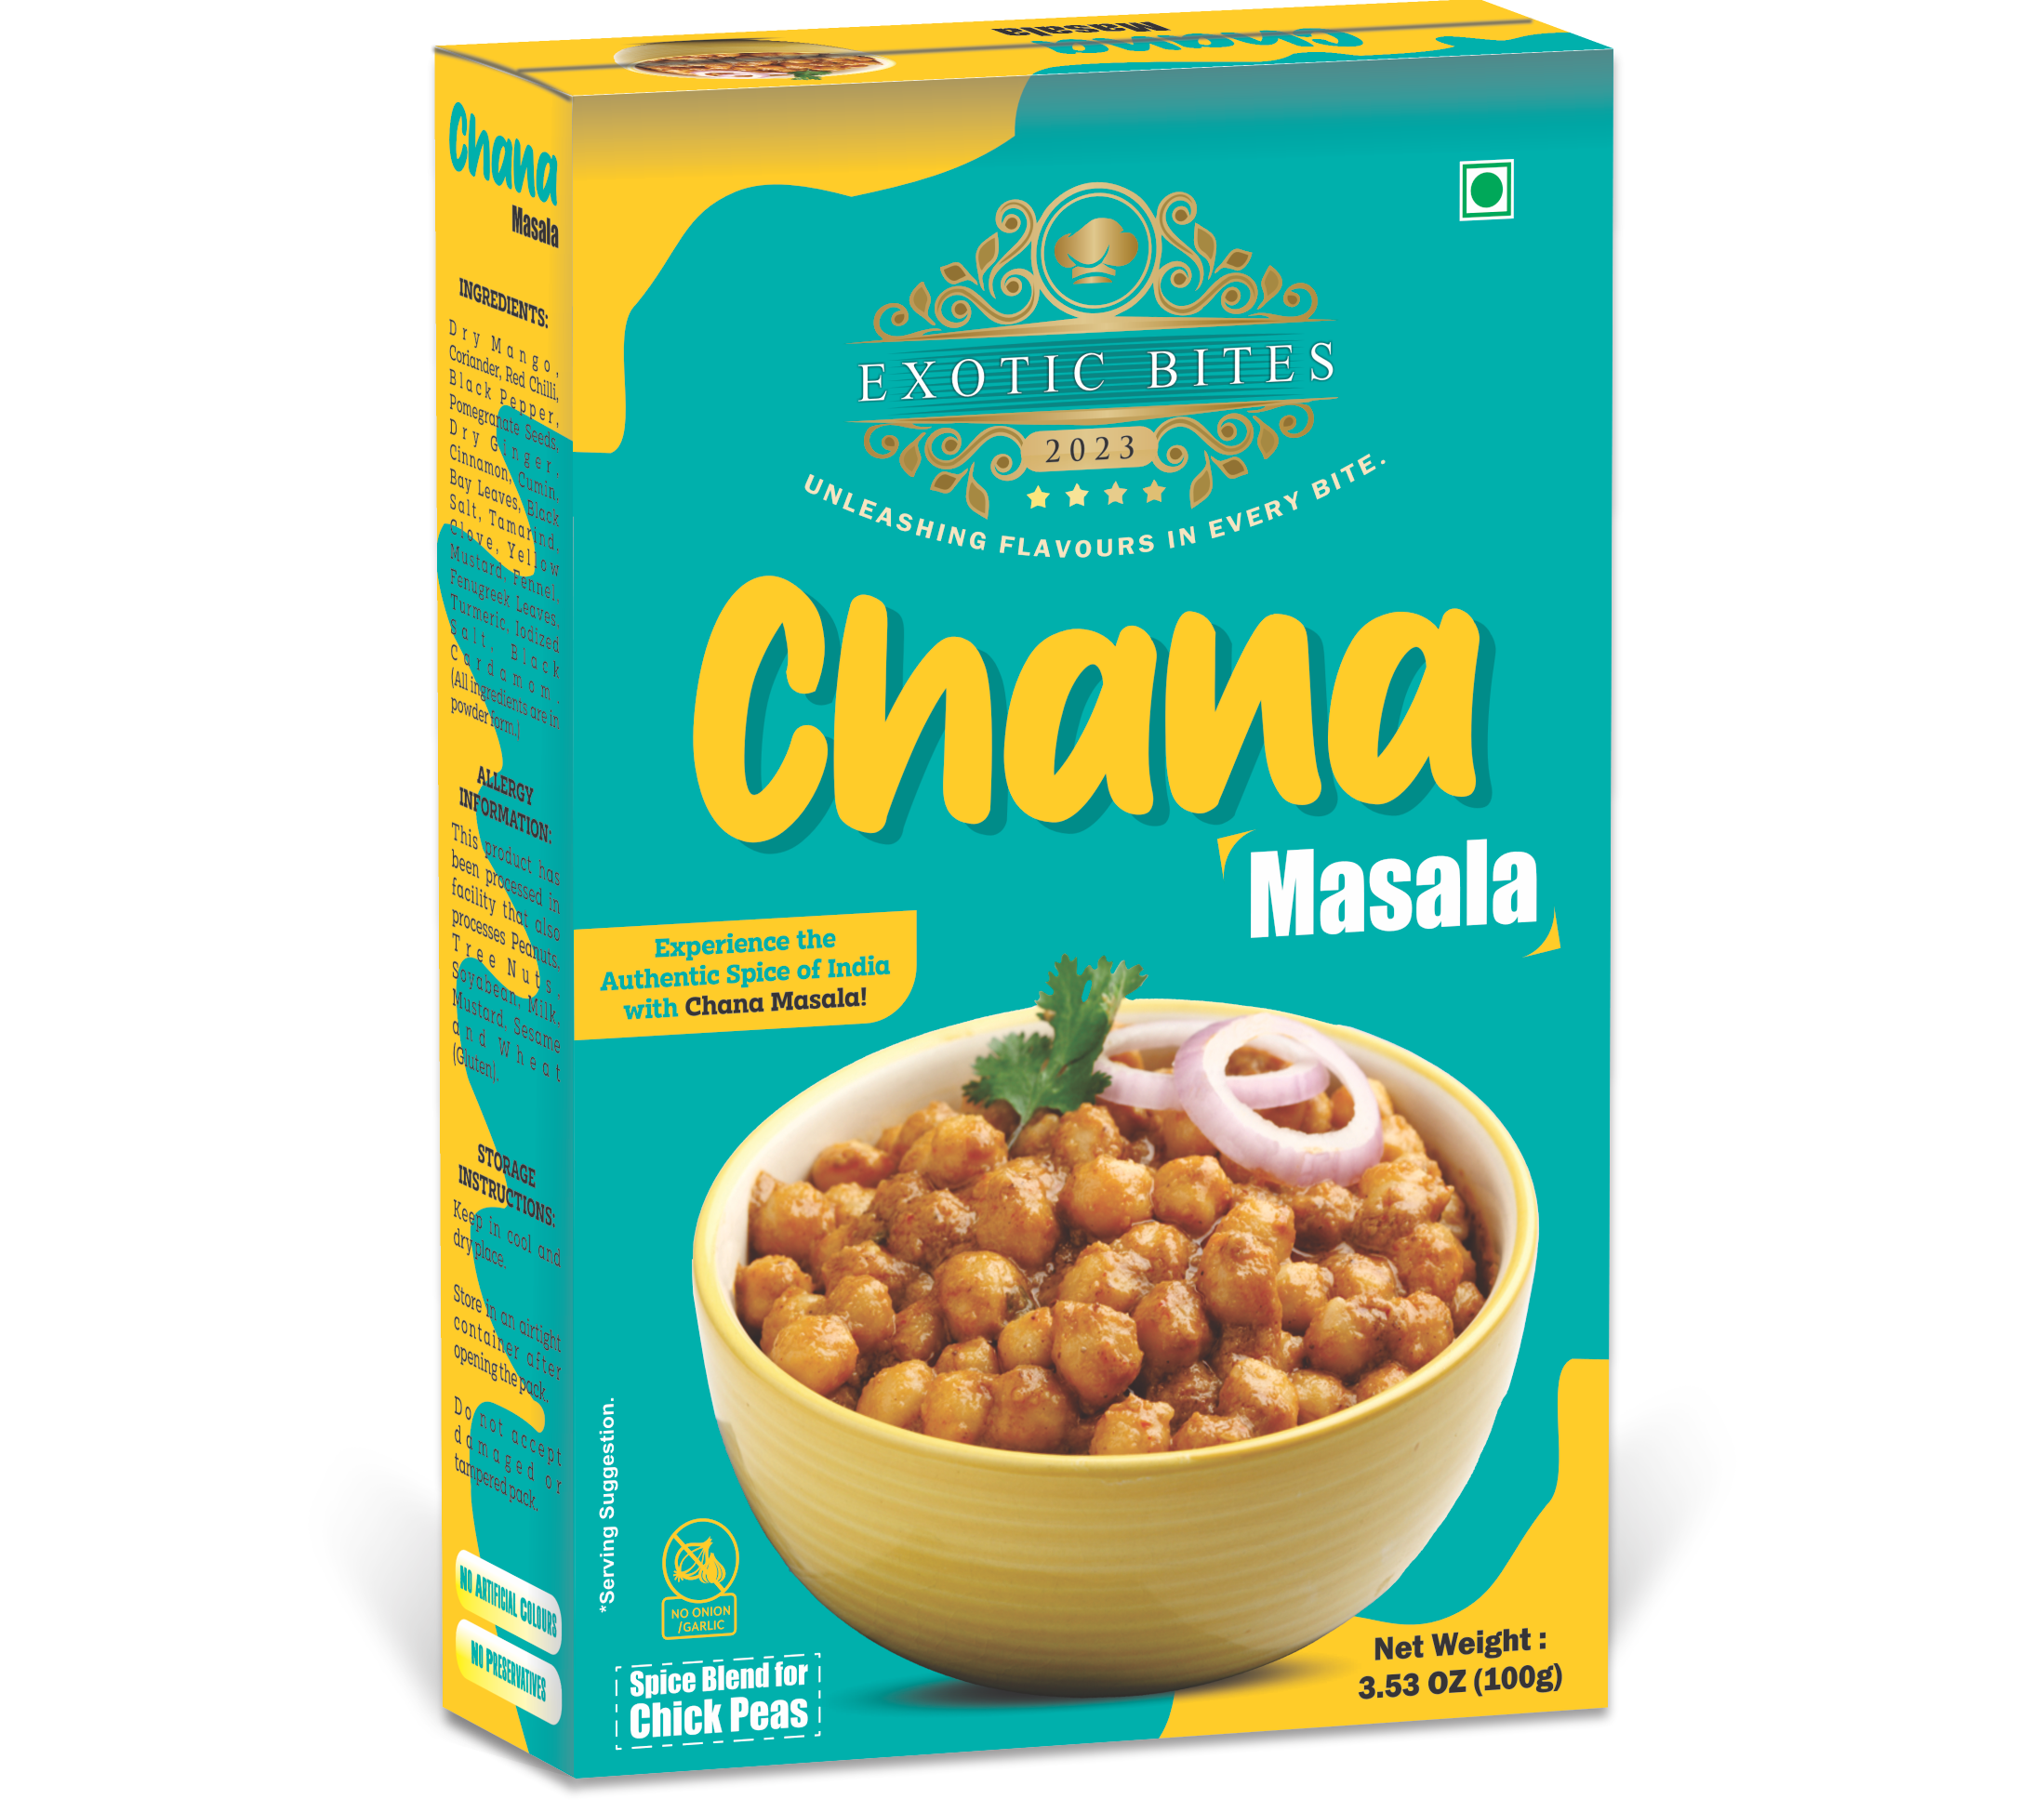 Chana
Masala
Chana
Masala
INGREDIENTS:
Dry Mango,
Coriander, Red Chilli,
Black Pepper,
Pomegranate Seeds,
Dry Ginger,
Cinnamon, Cumin,
Bay Leaves, Black
Salt, Tamarind,
Clove, Yellow
Mustard, Fennel,
Fenugreek Leaves,
Turmeric, Iodized
Salt, Black
Cardamom.
(All ingredients are in
powder form.)
ALLERGY
INFORMATION:
This product has
been processed in
facility that also
processes Peanuts,
Tree Nuts,
Soyabean, Milk,
Mustard, Sesame
and Wheat
(Gluten).
STORAGE
INSTRUCTIONS:
Keep in cool and
dry place.
Store in an airtight
container after
opening the pack.
Do not accept
damaged or
tampered pack.
NO ARTIFICIAL COLOURS
NO PRESERVATIVES
EXOTIC BITES
2023
UNLEASHING FLAVOURS IN EVERY BITE.
Chana
Masala
Experience the
Authentic Spice of India
with Chana Masala!
*Serving Suggestion.
NO ONION
/GARLIC
Spice Blend for
Chick Peas
Net Weight :
3.53 OZ (100g)